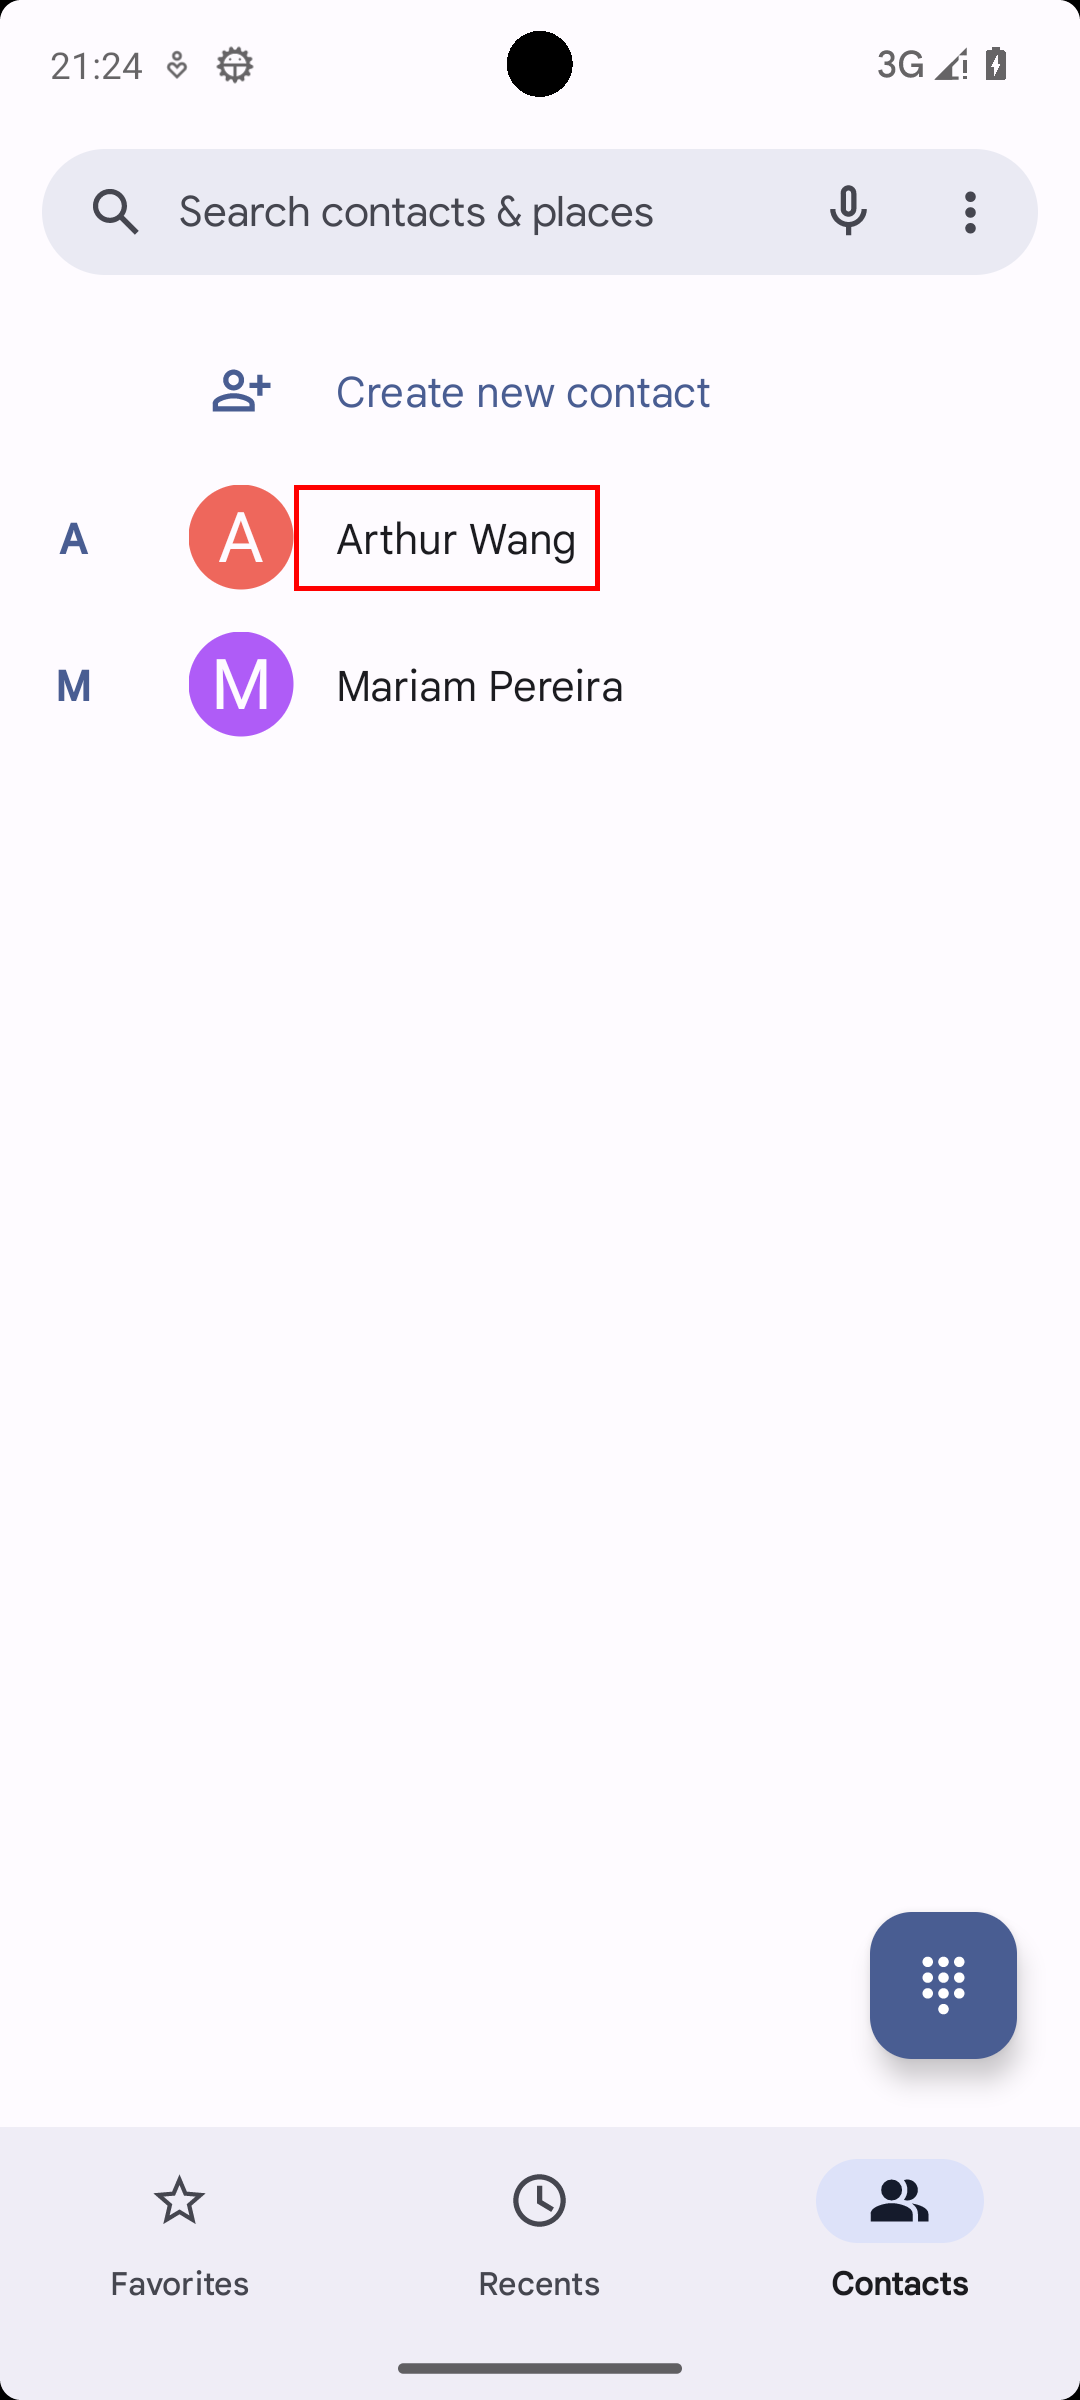 21:24
3G
Search contacts & places
Create new contact
A
A
Arthur Wang
M
M
Mariam Pereira
Favorites
Recents
Contacts